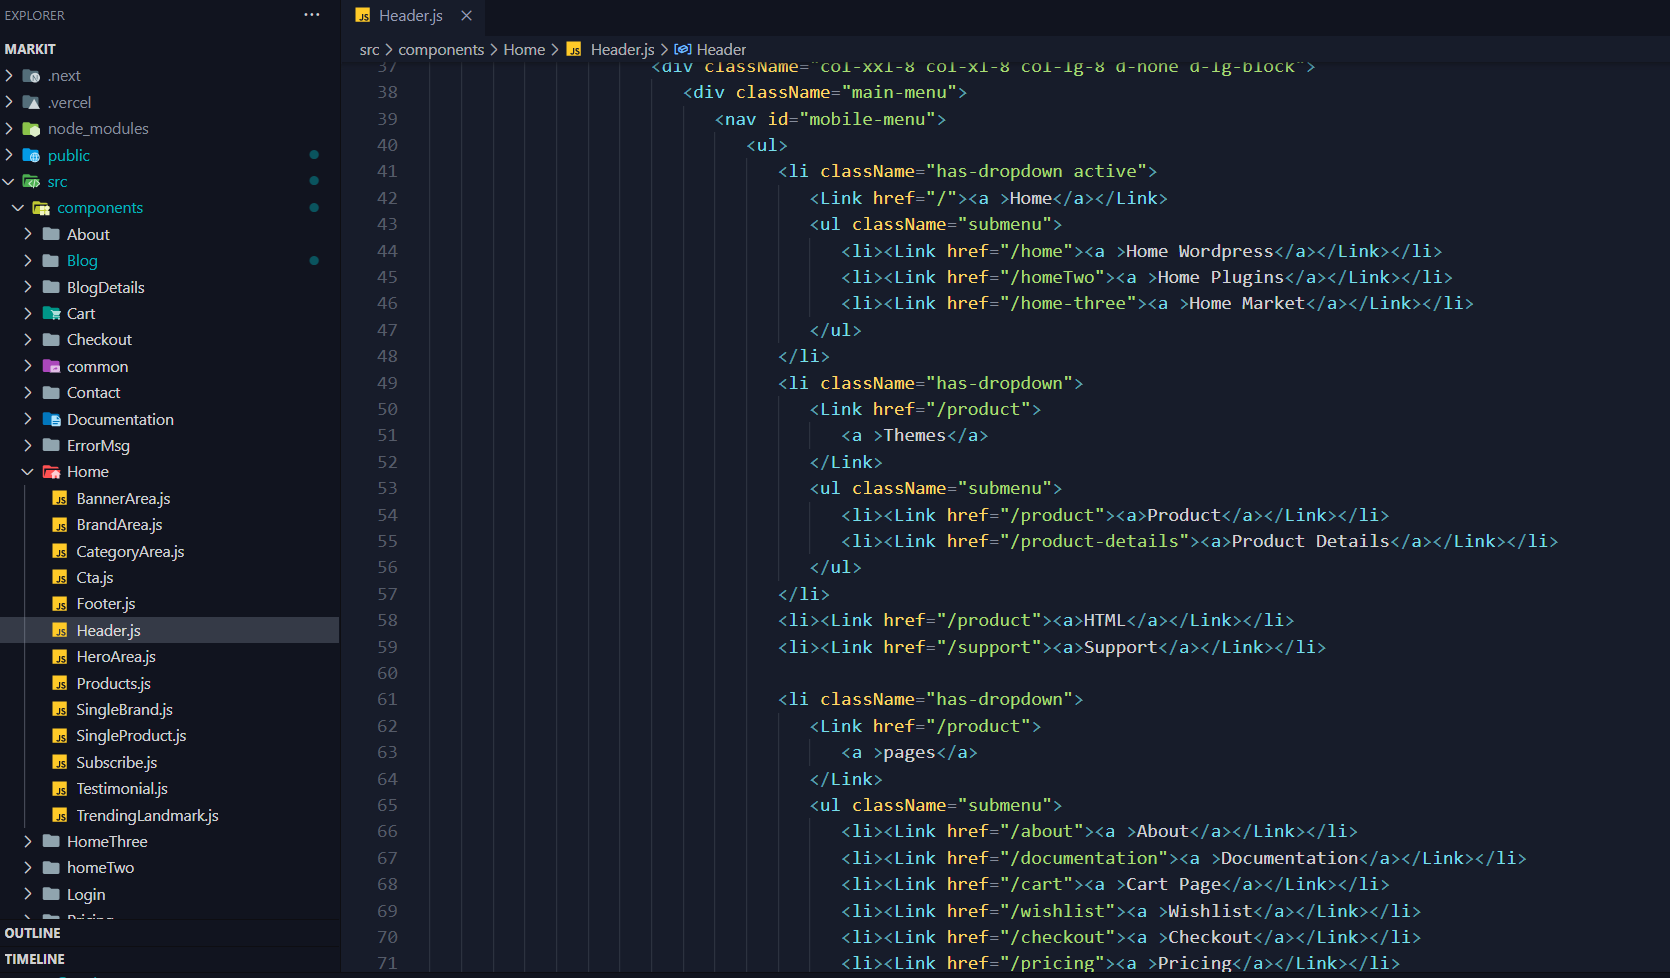 EXPLORER
MARKIT
.next
.vercel
node_modules
public
src
components
About
Blog
BlogDetails
Cart
Checkout
common
Contact
Documentation
ErrorMsg
Home
BannerArea.js
BrandArea.js
CategoryArea.js
Cta.js
Footer.js
Header.js
HeroArea.js
Products.js
SingleBrand.js
SingleProduct.js
Subscribe.js
Testimonial.js
TrendingLandmark.js
HomeThree
homeTwo
Login
Pricing
OUTLINE
TIMELINE
JS Header.js
src > components > Home > JS Header.js > Header
37 <div className="col-xxl-8 col-xl-8 col-lg-8 d-none d-lg-block">
38 <div className="main-menu">
39 <nav id="mobile-menu">
40 <ul>
41 <li className="has-dropdown active">
42 <Link href="/"><a >Home</a></Link>
43 <ul className="submenu">
44 <li><Link href="/home"><a >Home Wordpress</a></Link></li>
45 <li><Link href="/homeTwo"><a >Home Plugins</a></Link></li>
46 <li><Link href="/home-three"><a >Home Market</a></Link></li>
47 </ul>
48 </li>
49 <li className="has-dropdown">
50 <Link href="/product">
51 <a >Themes</a>
52 </Link>
53 <ul className="submenu">
54 <li><Link href="/product"><a>Product</a></Link></li>
55 <li><Link href="/product-details"><a>Product Details</a></Link></li>
56 </ul>
57 </li>
58 <li><Link href="/product"><a>HTML</a></Link></li>
59 <li><Link href="/support"><a>Support</a></Link></li>
60
61 <li className="has-dropdown">
62 <Link href="/product">
63 <a >pages</a>
64 </Link>
65 <ul className="submenu">
66 <li><Link href="/about"><a >About</a></Link></li>
67 <li><Link href="/documentation"><a >Documentation</a></Link></li>
68 <li><Link href="/cart"><a >Cart Page</a></Link></li>
69 <li><Link href="/wishlist"><a >Wishlist</a></Link></li>
70 <li><Link href="/checkout"><a >Checkout</a></Link></li>
71 <li><Link href="/pricing"><a >Pricing</a></Link></li>